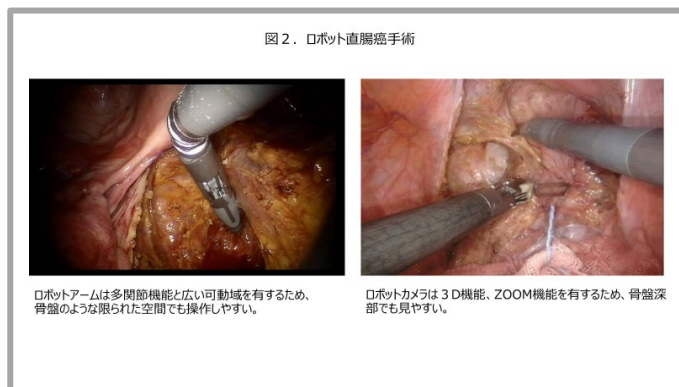 図２．ロボット直腸癌手術
ロボットアームは多関節機能と広い可動域を有するため、
骨盤のような限られた空間でも操作しやすい。
ロボットカメラは３D機能、ZOOM機能を有するため、骨盤深
部でも見やすい。